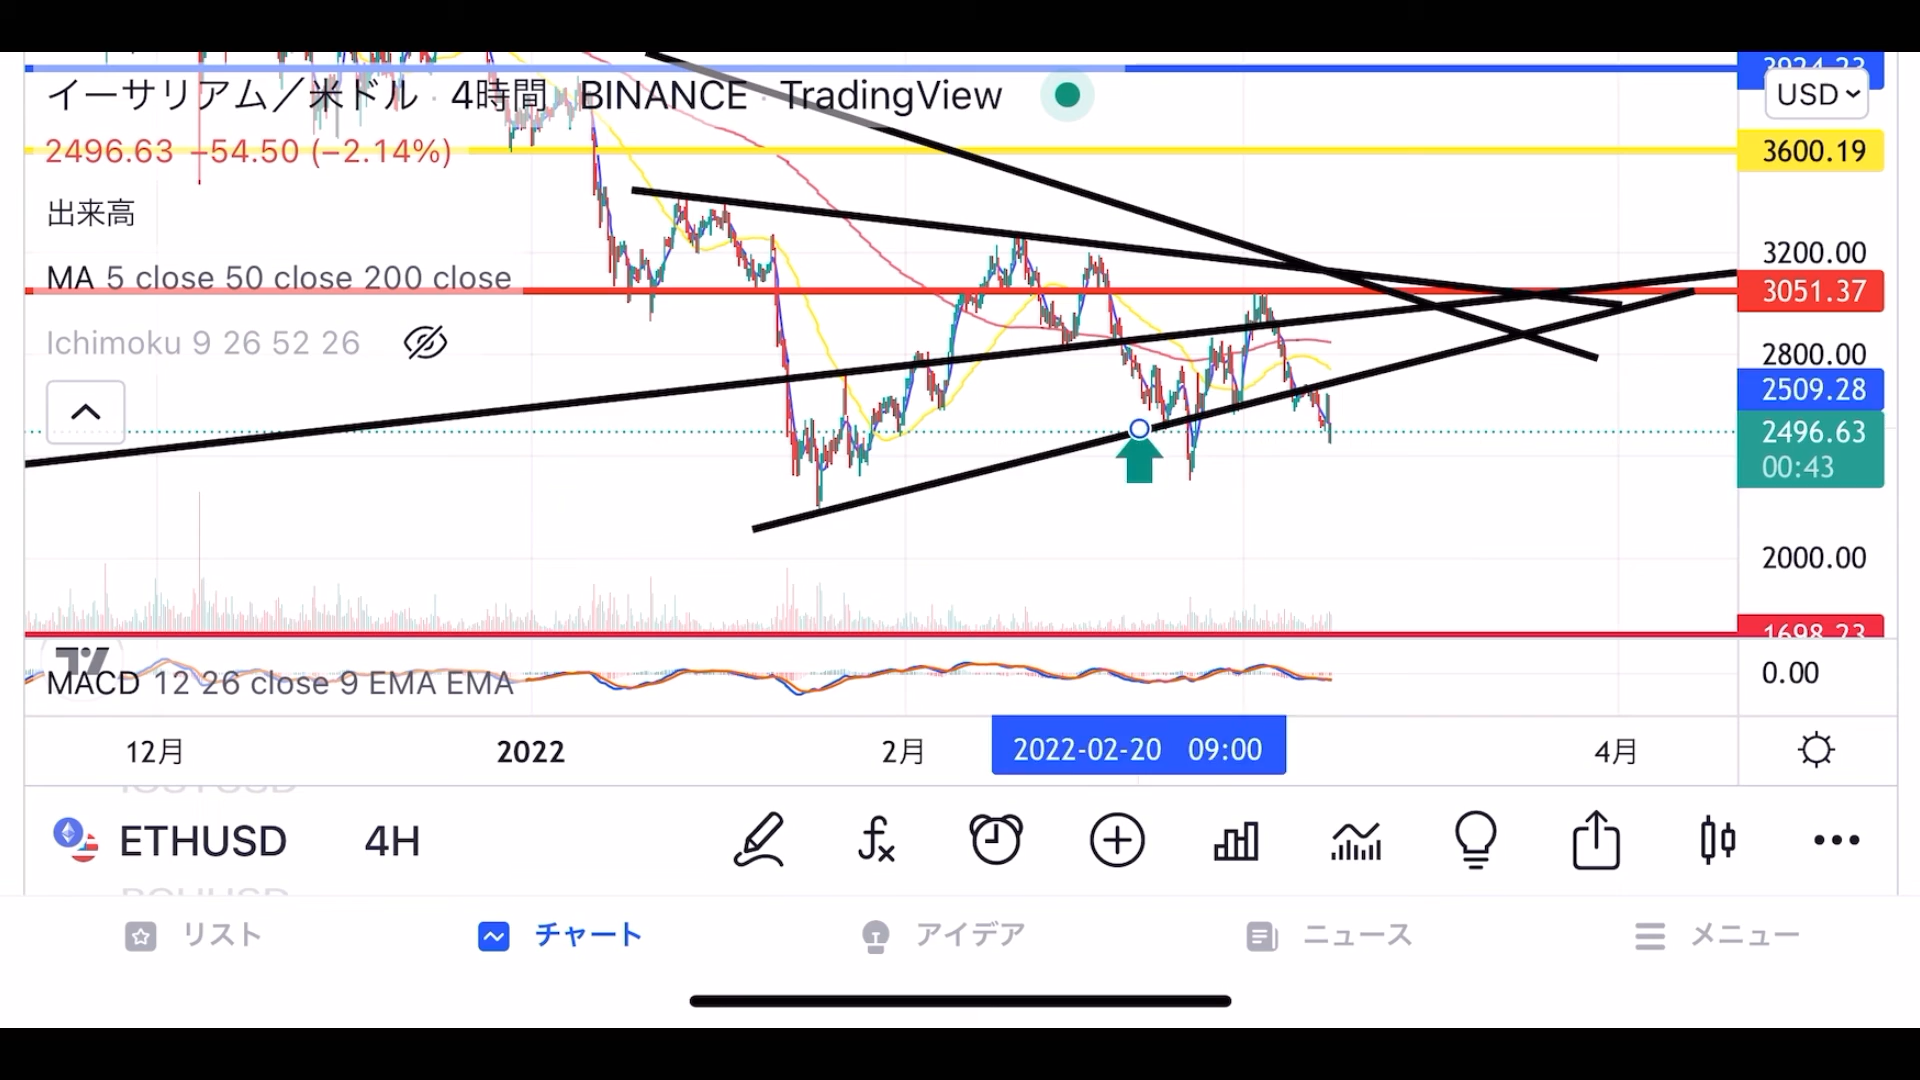 3924.23
イーサリアム／米ドル · 4時間 · BINANCE · TradingView
USD
2496.63 −54.50 (−2.14%)
3600.19
出来高
3200.00
MA 5 close 50 close 200 close
3051.37
Ichimoku 9 26 52 26
2800.00
2509.28
2496.63
00:43
2000.00
1698.23
MACD 12 26 close 9 EMA EMA
0.00
12月
2022
2月
2022-02-20 09:00
4月
ETHUSD
4H
リスト
チャート
アイデア
ニュース
メニュー